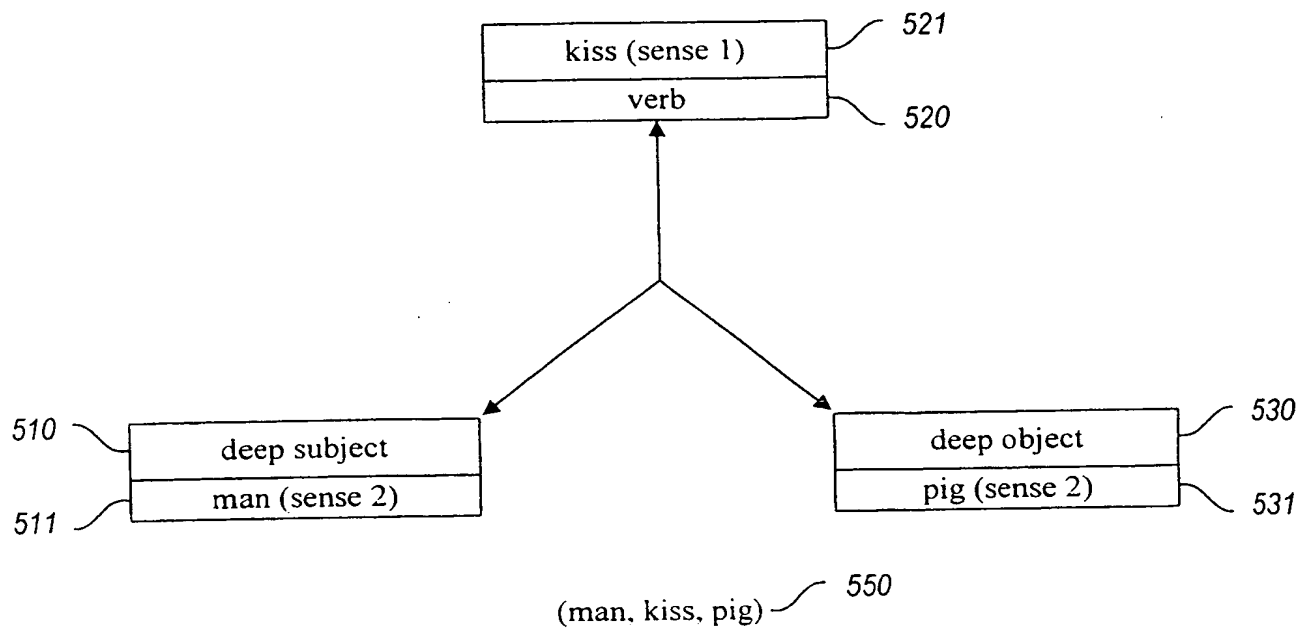 521
kiss (sense 1)
verb
520
510
deep subject
man (sense 2)
511
530
deep object
pig (sense 2)
531
550
(man, kiss, pig)